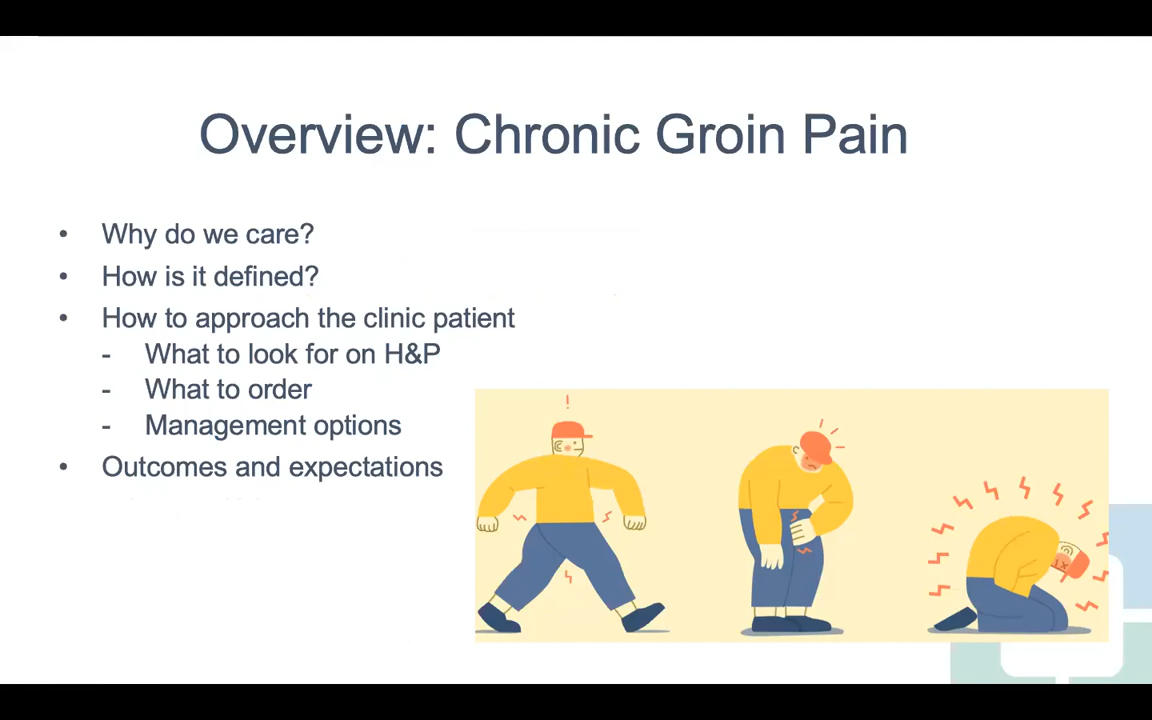 Overview: Chronic Groin Pain
• Why do we care?
• How is it defined?
• How to approach the clinic patient
- What to look for on H&P
- What to order
- Management options
• Outcomes and expectations